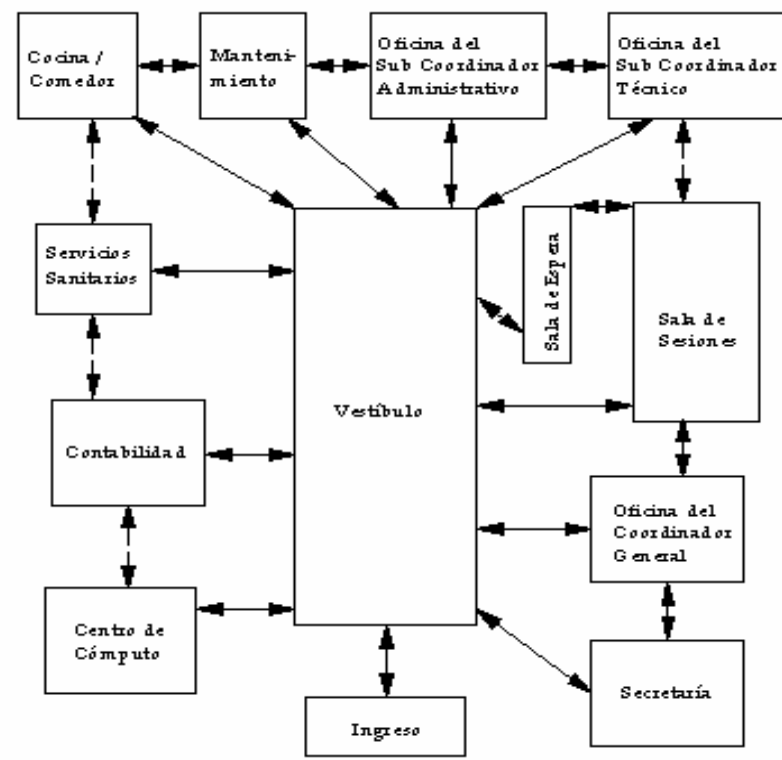 Cocina /
Comedor
Manteni-
miento
Oficina del
Sub Coordinador
Administrativo
Oficina del
Sub Coordinador
Técnico
Servicios
Sanitarios
Sala de Espera
Sala de
Sesiones
Vestíbulo
Contabilidad
Oficina del
Coordinador
General
Centro de
Cómputo
Secretaría
Ingreso